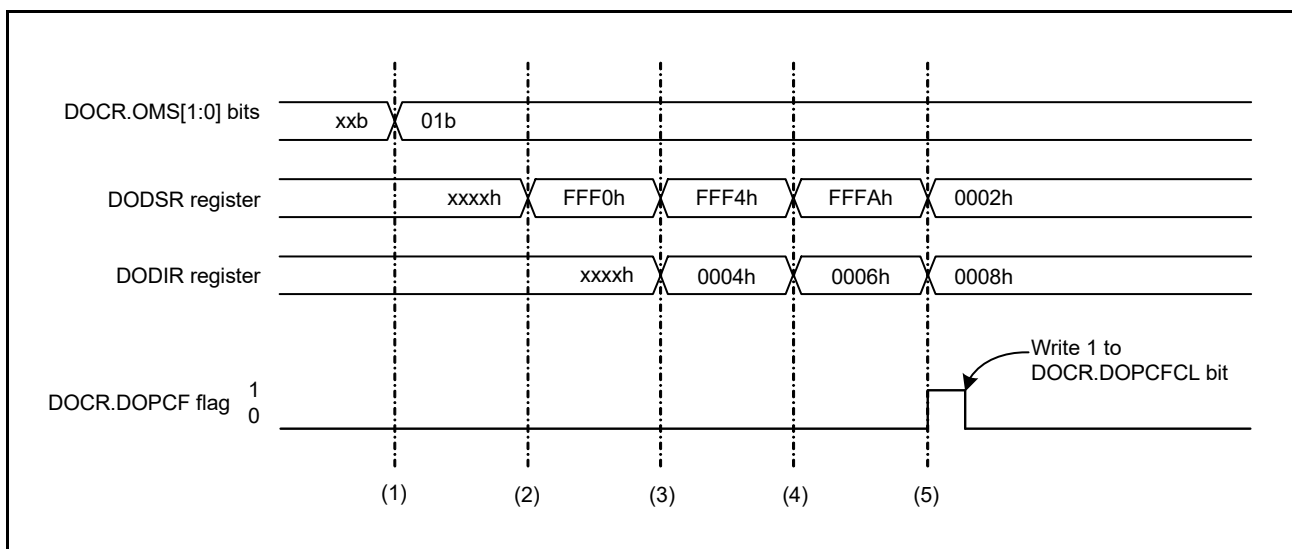 DOCR.OMS[1:0] bits xxb 01b
DODSR register xxxxh FFF0h FFF4h FFFAh 0002h
DODIR register xxxxh 0004h 0006h 0008h
Write 1 to
DOCR.DOPCFCL bit
DOCR.DOPCF flag 1
0
(1) (2) (3) (4) (5)